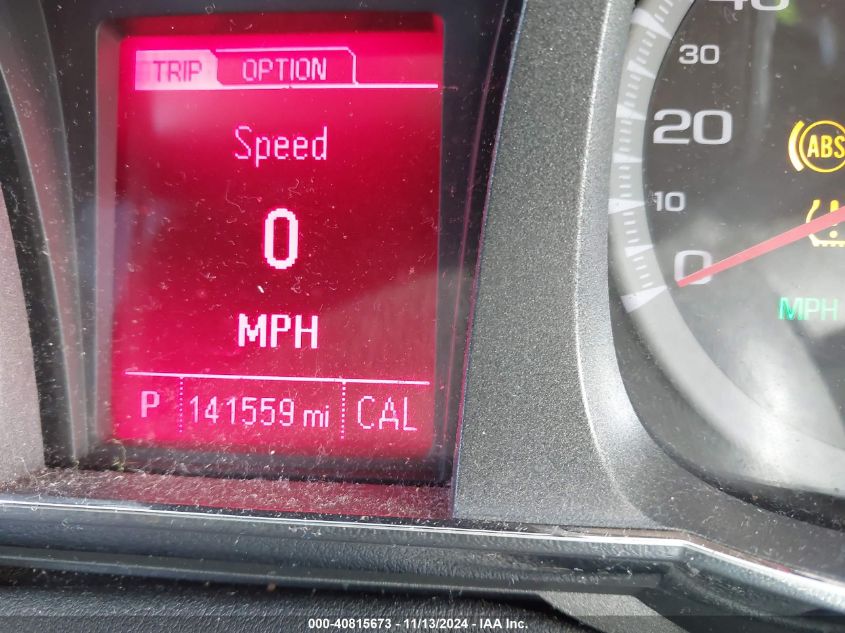 TRIP OPTION
Speed
0
MPH
P 141559 mi CAL
40
30
20
10
0
ABS
MPH
000-40815673 - 11/13/2024 - IAA Inc.